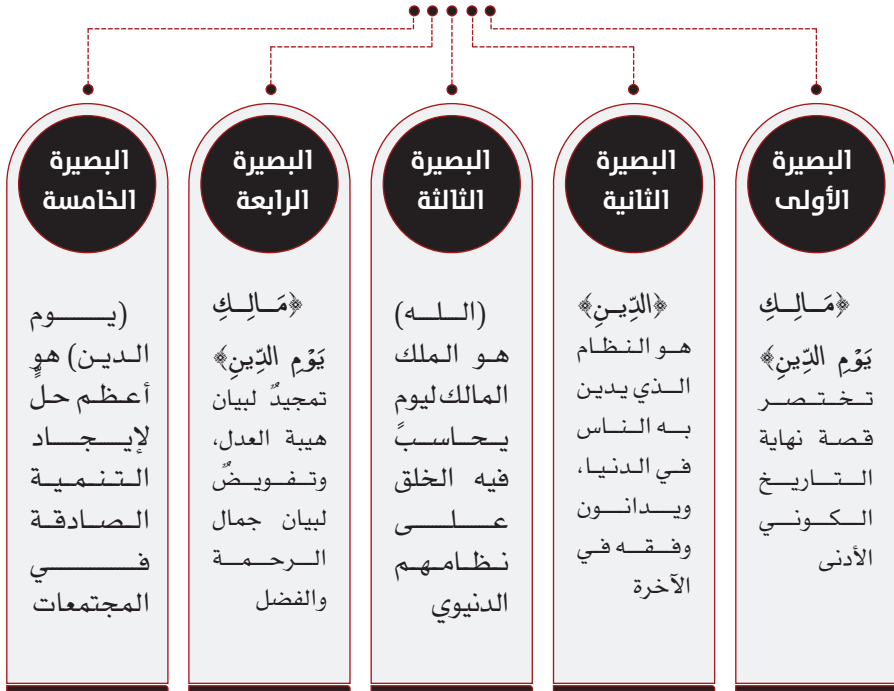 البصيرة
الأولى
﴿مَالِكِ
يَوْمِ الدِّينِ﴾
تختصر
قصة نهاية
التاريخ
الكوني
الأدنى
البصيرة
الثانية
﴿الدِّينِ﴾
هو النظام
الذي يدين
به الناس
في الدنيا،
ويدانون
وفقه في
الآخرة
البصيرة
الثالثة
(الله)
هو الملك
المالك ليوم
يحاسبً
فيه الخلق
على
نظامهم
الدنيوي
البصيرة
الرابعة
﴿مَالِكِ
يَوْمِ الدِّينِ﴾
تمجيدٌ لبيان
هيبة العدل،
وتفويضٌ
لبيان جمال
الرحمة
والفضل
البصيرة
الخامسة
(يوم
الدين) هو
أعظم حلٍّ
لإيجاد
التنمية
الصادقة
في
المجتمعات